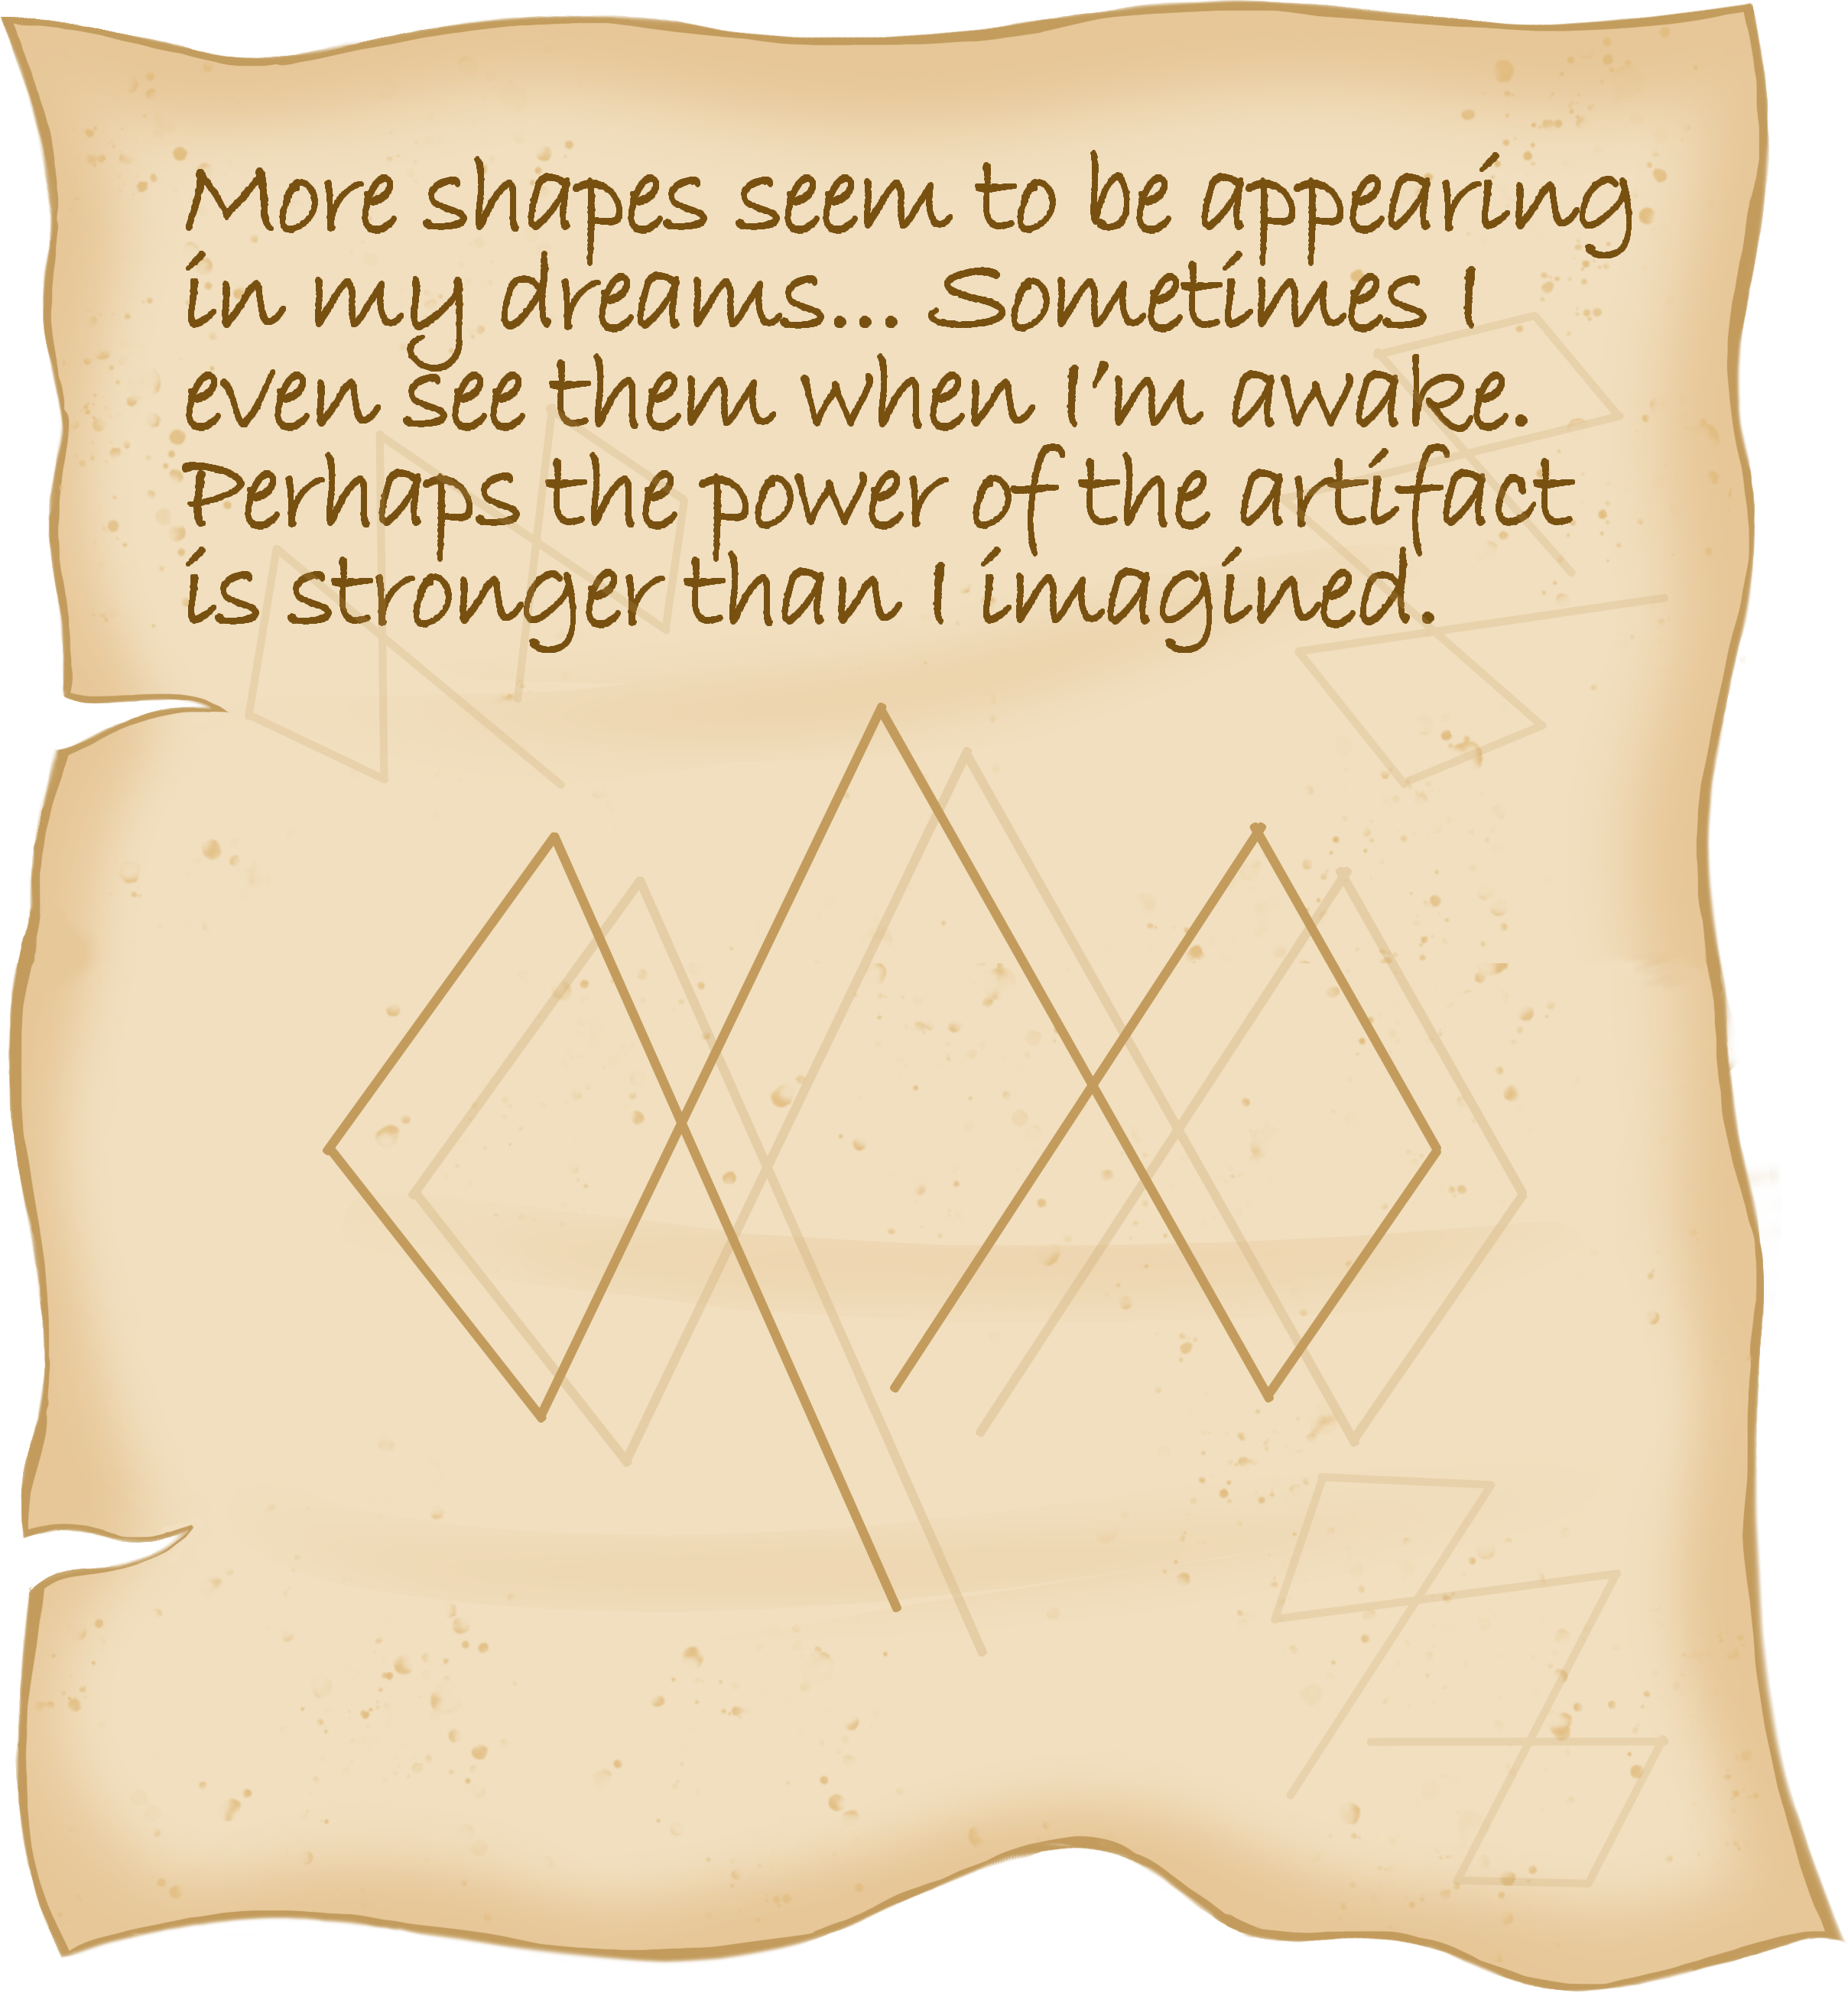 More shapes seem to be appearing
in my dreams... Sometimes I
even see them when I'm awake.
Perhaps the power of the artifact
is stronger than I imagined.